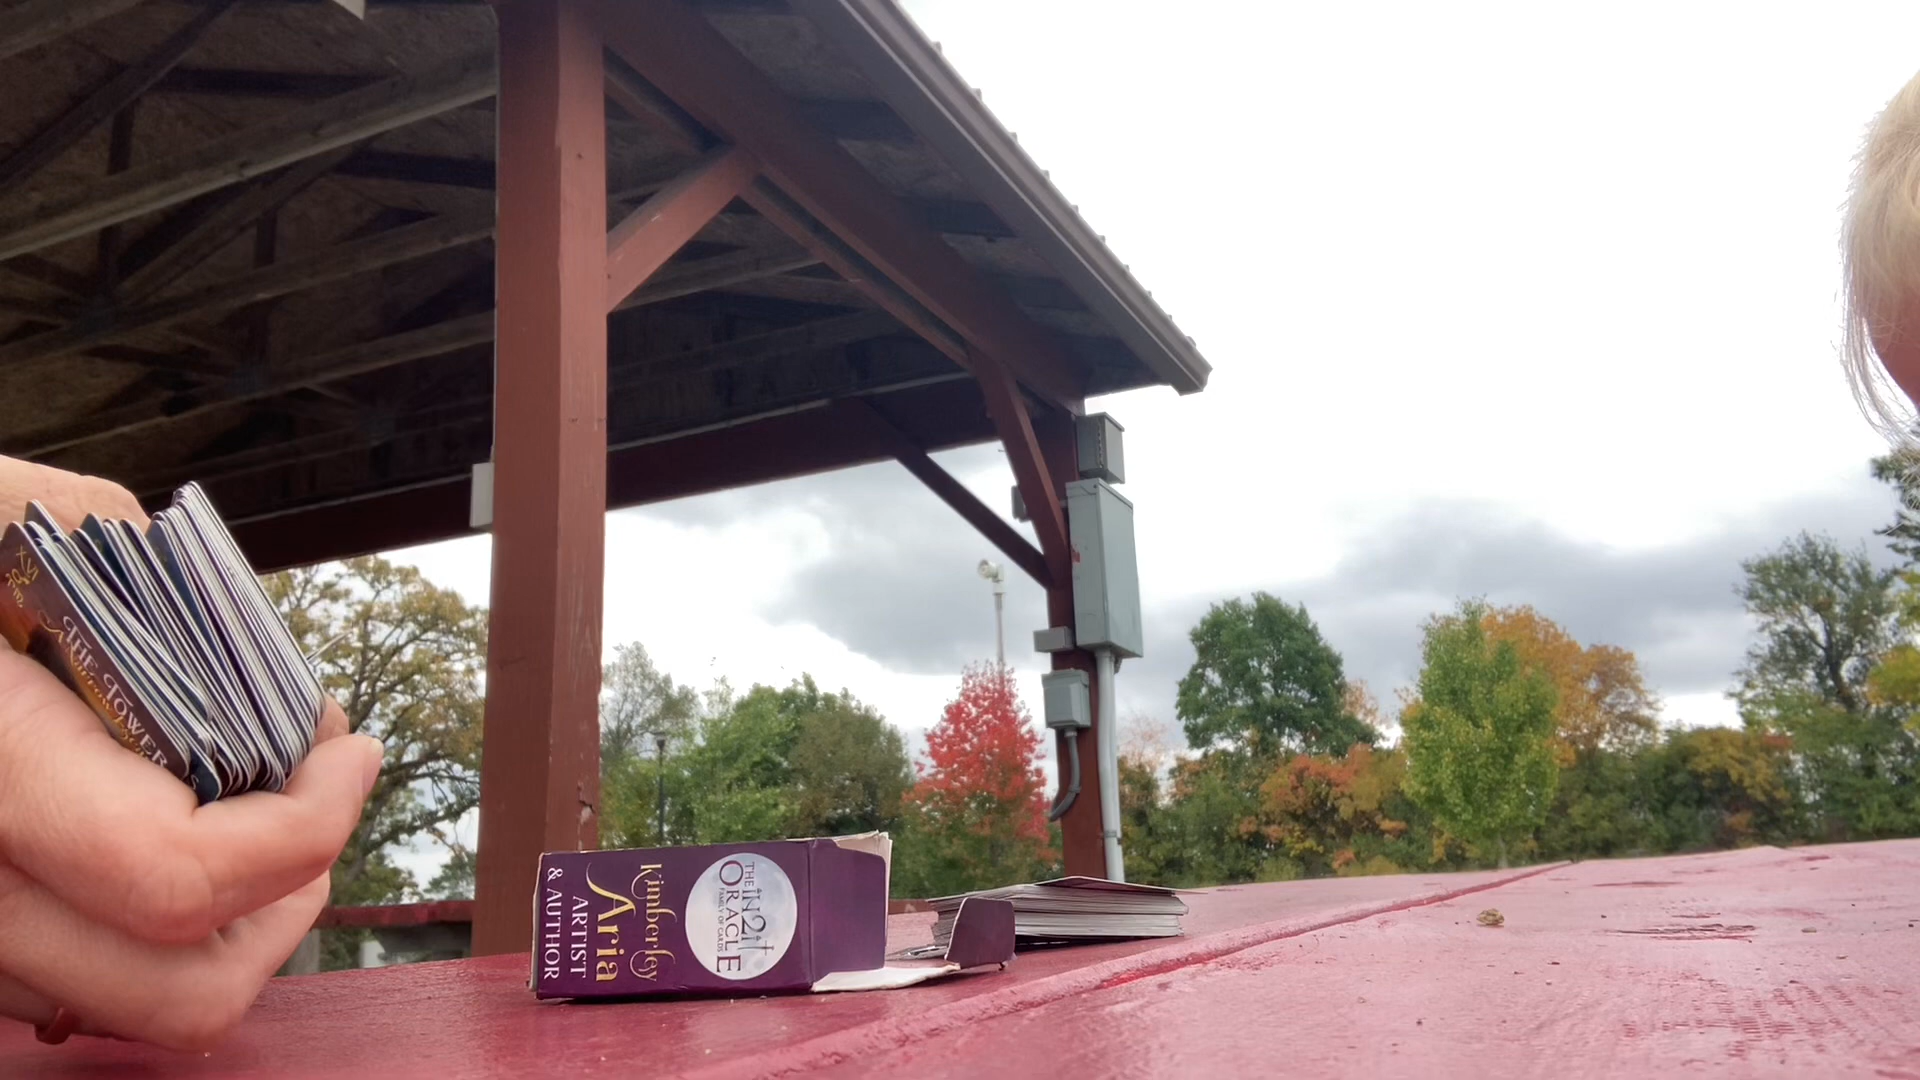 THE TOWER
THE
IN2IT
ORACLE
FAMILY OF CARDS
Kimberley
Aria
ARTIST
& AUTHOR